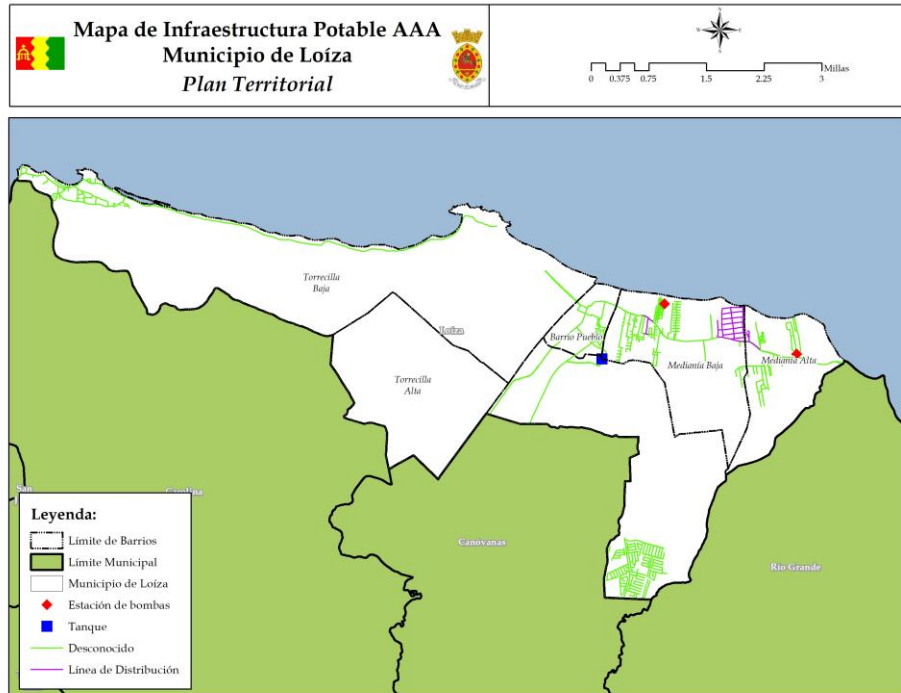 Mapa de Infraestructura Potable AAA
Municipio de Loíza
Plan Territorial
N
W
E
S
Millas
0 0.375 0.75 1.5 2.25 3
Torrecilla
Baja
Loíza
Barrio Pueblo
Medianía Baja
Medianía Alta
Torrecilla
Alta
San
Carolina
Canóvanas
Río Grande
Leyenda:
Límite de Barrios
Límite Municipal
Municipio de Loíza
Estación de bombas
Tanque
Desconocido
Línea de Distribución